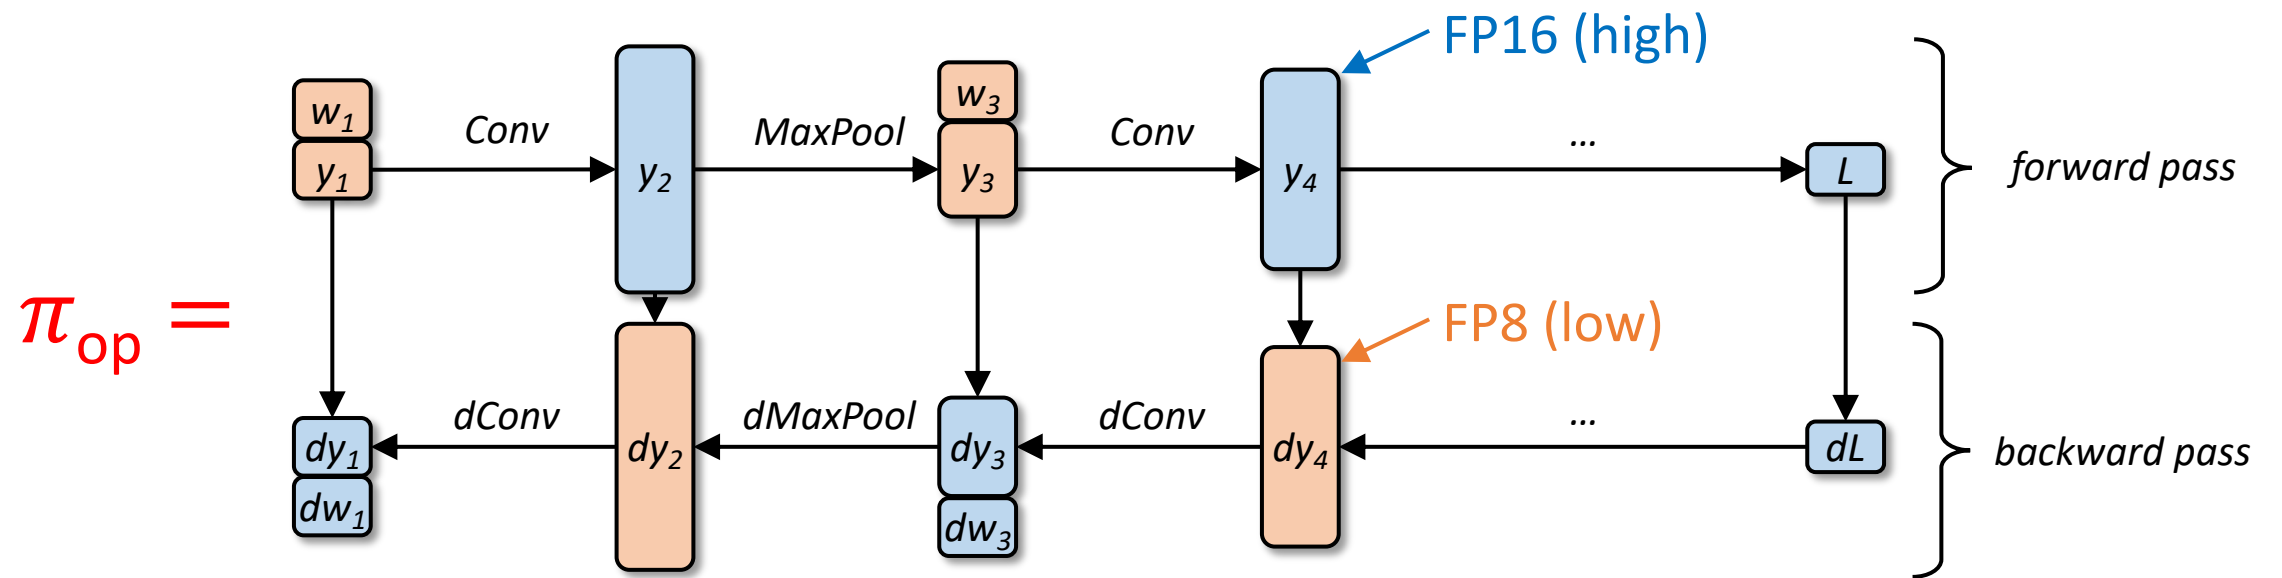 FP16 (high)
w1
w3
Conv
MaxPool
Conv
...
y1
y2
y3
y4
L
forward pass
πop =
FP8 (low)
dConv
dMaxPool
dConv
...
dy1
dy2
dy3
dy4
dL
backward pass
dw1
dw3